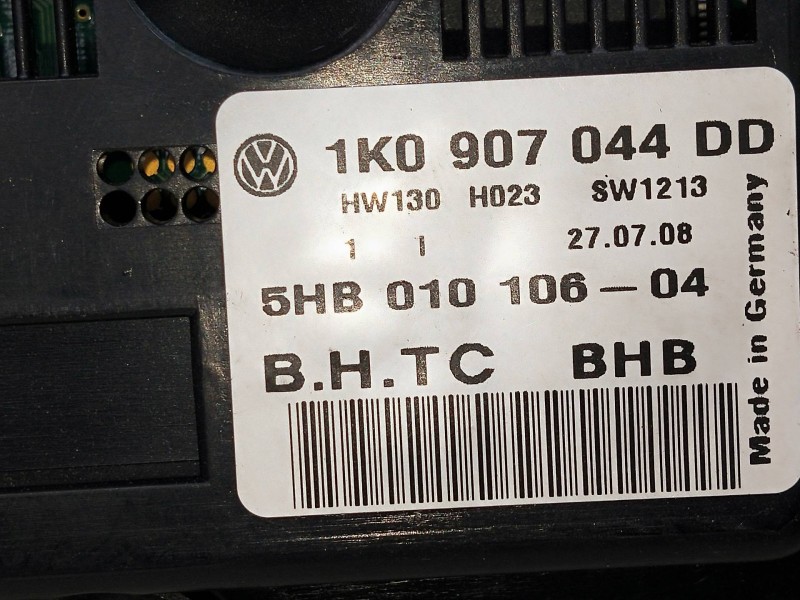 1K0 907 044 DD
HW130 H023 SW1213
1 I 27.07.08
5HB 010 106-04
B.H.TC BHB
Made in Germany